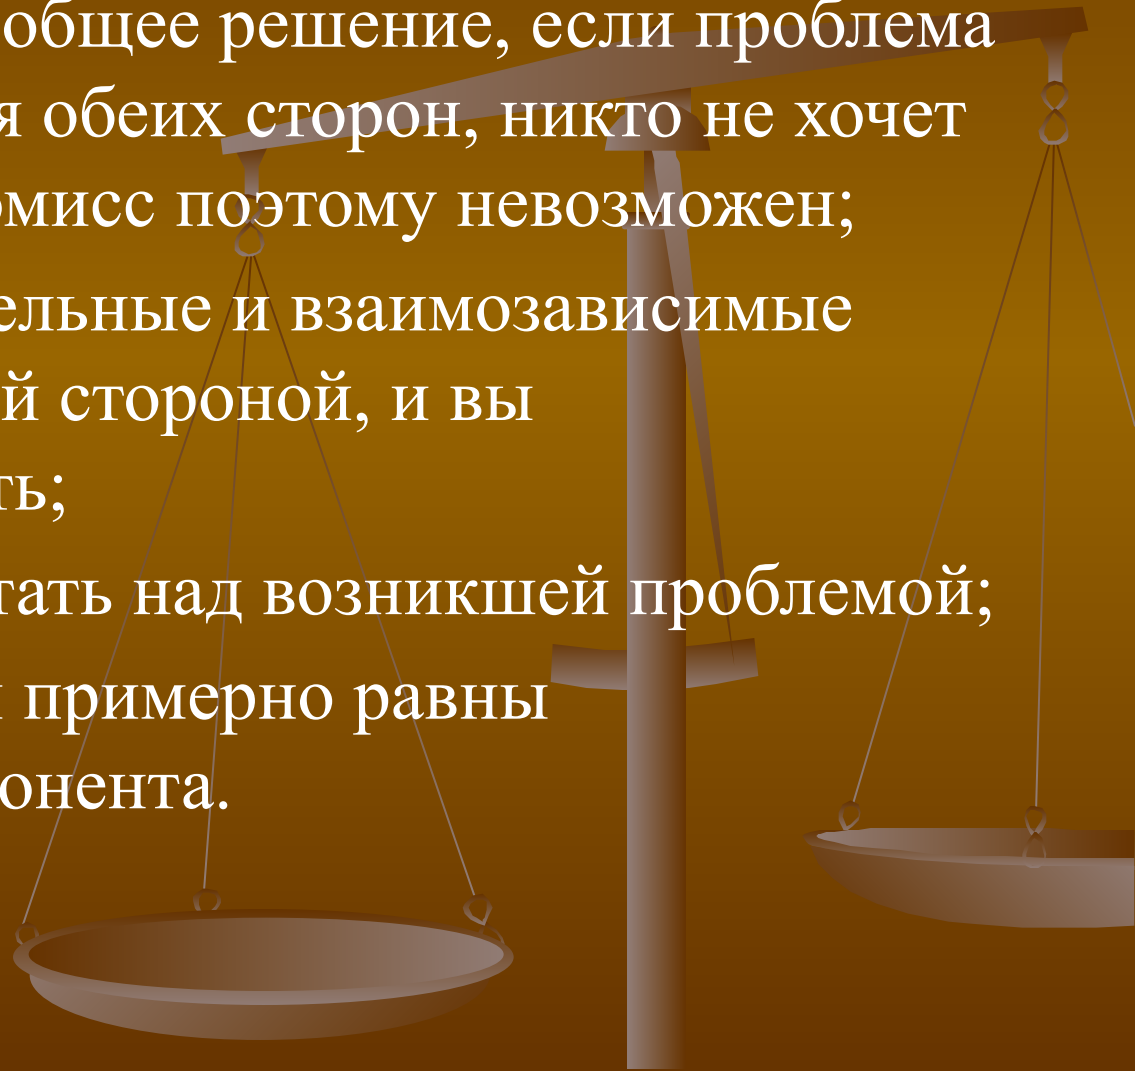 общее решение, если проблема
я обеих сторон, никто не хочет
омисс поэтому невозможен;
ельные и взаимозависимые
й стороной, и вы
ть;
тать над возникшей проблемой;
примерно равны
онента.